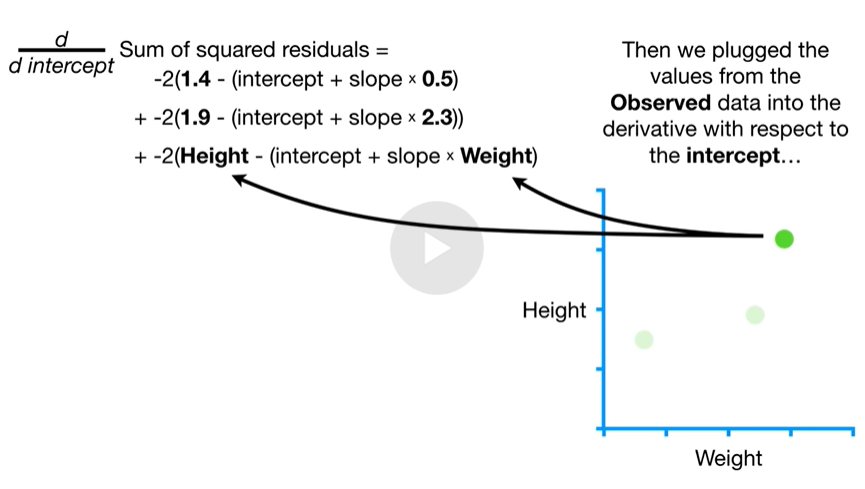 d
d intercept
Sum of squared residuals =
-2(1.4 - (intercept + slope × 0.5)
+ -2(1.9 - (intercept + slope × 2.3))
+ -2(Height - (intercept + slope × Weight)
Then we plugged the
values from the
Observed data into the
derivative with respect to
the intercept…
Height
Weight